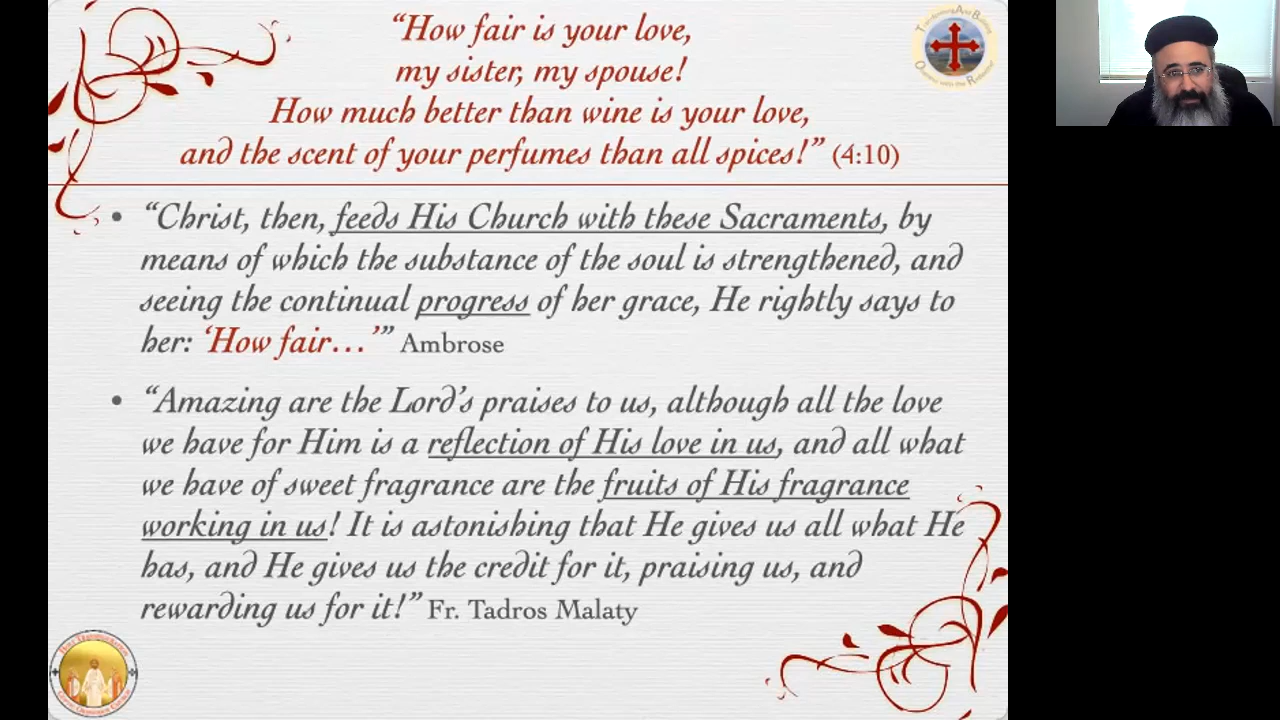 “How fair is your love,
my sister, my spouse!
How much better than wine is your love,
and the scent of your perfumes than all spices!” (4:10)
• “Christ, then, feeds His Church with these Sacraments, by
means of which the substance of the soul is strengthened, and
seeing the continual progress of her grace, He rightly says to
her: ‘How fair…’” Ambrose
• “Amazing are the Lord’s praises to us, although all the love
we have for Him is a reflection of His love in us, and all what
we have of sweet fragrance are the fruits of His fragrance
working in us! It is astonishing that He gives us all what He
has, and He gives us the credit for it, praising us, and
rewarding us for it!” Fr. Tadros Malaty